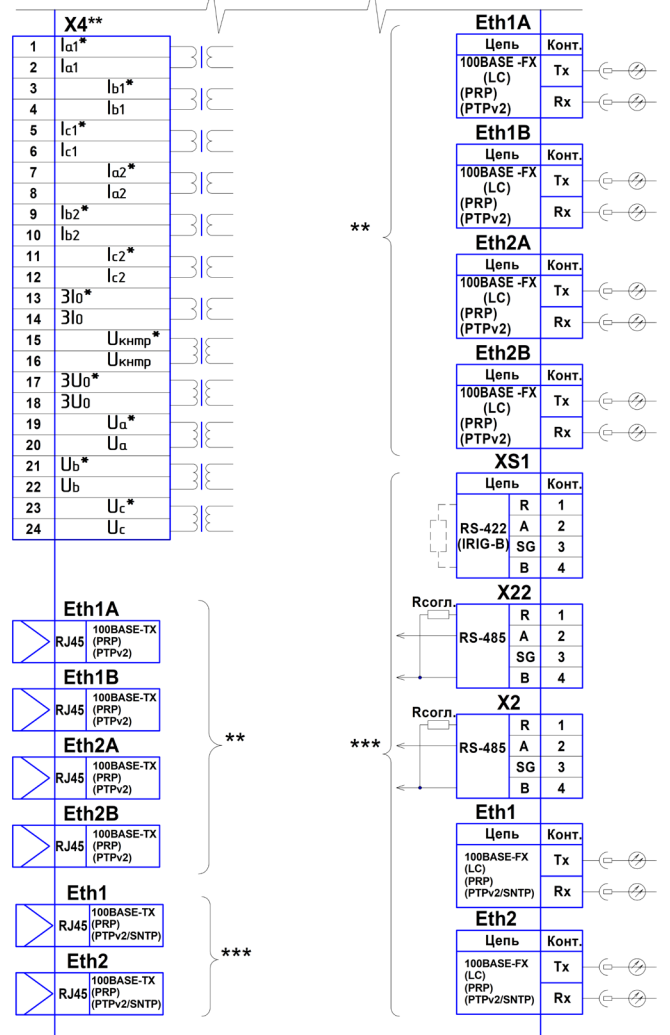 X4**
1 Ia1*
2 Ia1
3 Ib1*
4 Ib1
5 Ic1*
6 Ic1
7 Ia2*
8 Ia2
9 Ib2*
10 Ib2
11 Ic2*
12 Ic2
13 3I0*
14 3I0
15 Uкнтр*
16 Uкнтр
17 3U0*
18 3U0
19 Ua*
20 Ua
21 Ub*
22 Ub
23 Uc*
24 Uc
Eth1A
RJ45
100BASE-TX
(PRP)
(PTPv2)
Eth1B
RJ45
100BASE-TX
(PRP)
(PTPv2)
Eth2A
RJ45
100BASE-TX
(PRP)
(PTPv2)
Eth2B
RJ45
100BASE-TX
(PRP)
(PTPv2)
**
Eth1
RJ45
100BASE-TX
(PRP)
(PTPv2/SNTP)
Eth2
RJ45
100BASE-TX
(PRP)
(PTPv2/SNTP)
***
Eth1A
Цепь Конт.
100BASE -FX
(LC)
(PRP)
(PTPv2)
Tx
Rx
Eth1B
Цепь Конт.
100BASE -FX
(LC)
(PRP)
(PTPv2)
Tx
Rx
Eth2A
Цепь Конт.
100BASE -FX
(LC)
(PRP)
(PTPv2)
Tx
Rx
Eth2B
Цепь Конт.
100BASE -FX
(LC)
(PRP)
(PTPv2)
Tx
Rx
**
XS1
Цепь Конт.
RS-422
(IRIG-B)
R 1
A 2
SG 3
B 4
X22
Rсогл.
RS-485
R 1
A 2
SG 3
B 4
X2
Rсогл.
RS-485
R 1
A 2
SG 3
B 4
***
Eth1
Цепь Конт.
100BASE-FX
(LC)
(PRP)
(PTPv2/SNTP)
Tx
Rx
Eth2
Цепь Конт.
100BASE-FX
(LC)
(PRP)
(PTPv2/SNTP)
Tx
Rx